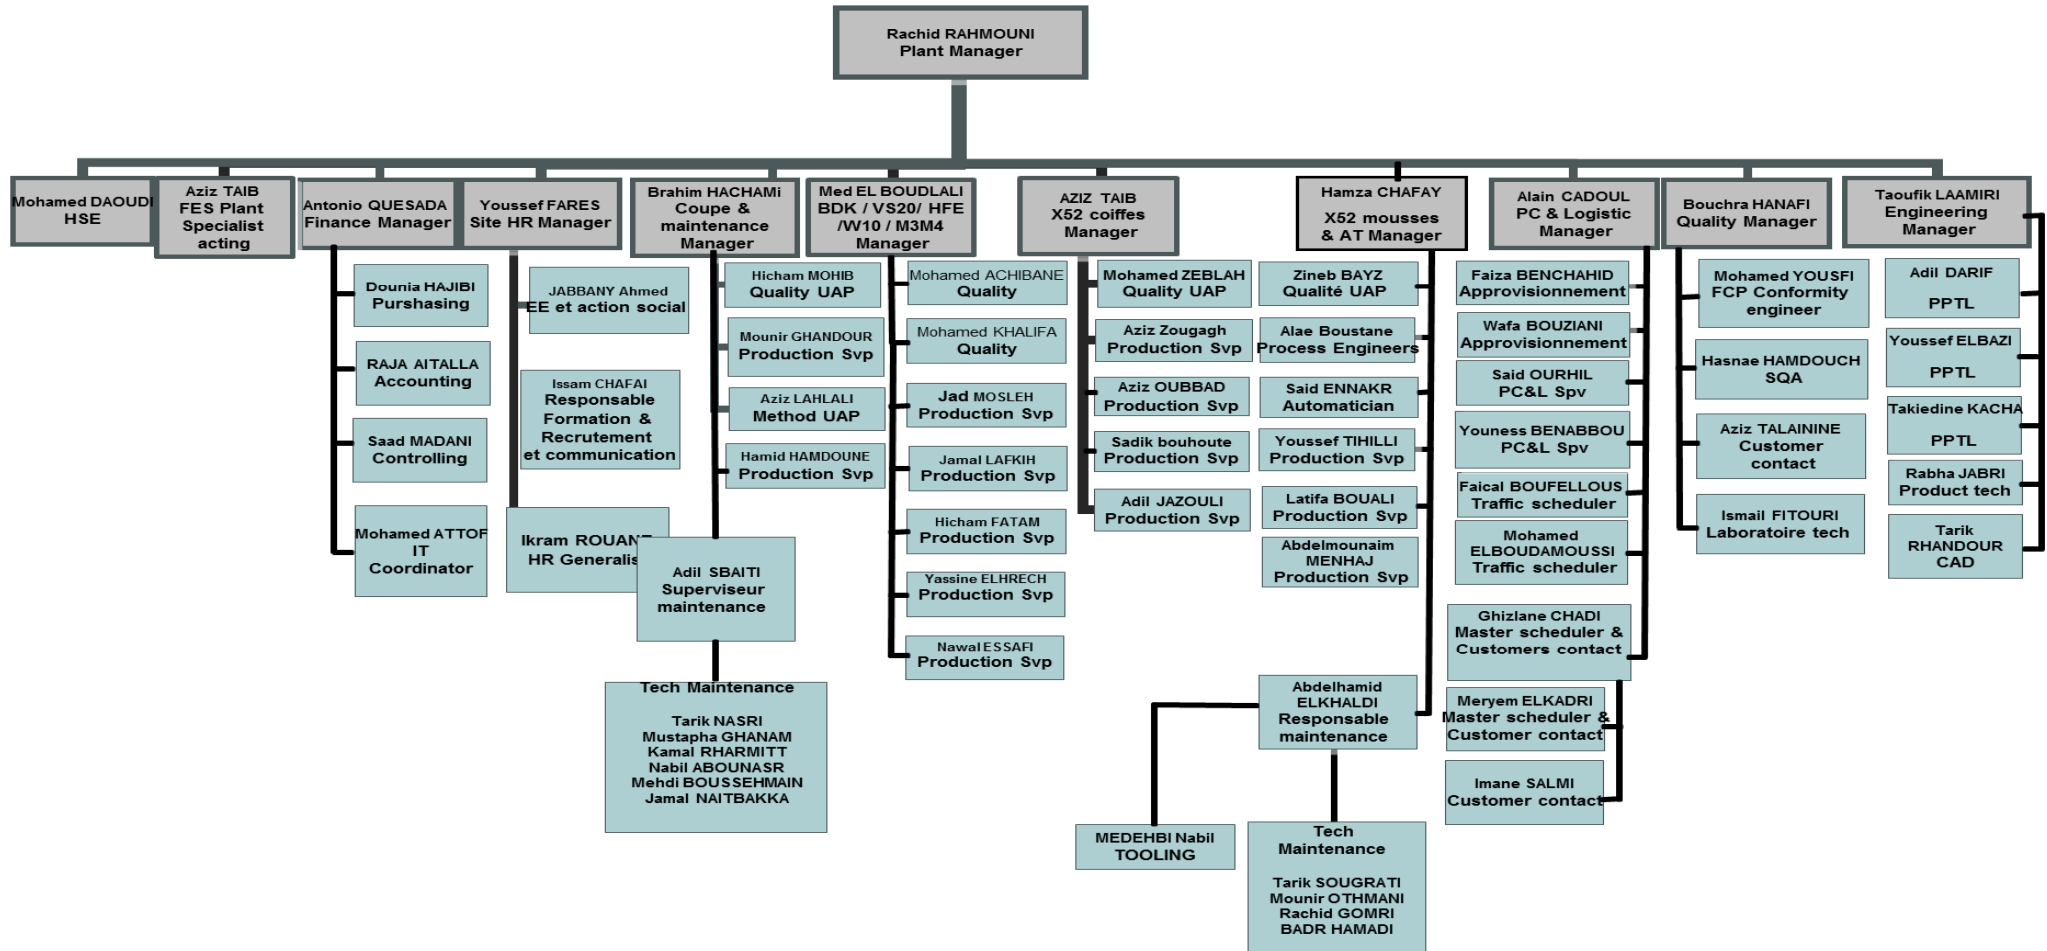 Rachid RAHMOUNI
Plant Manager
Mohamed DAOUDI
HSE
Aziz TAIB
FES Plant
Specialist
acting
Antonio QUESADA
Finance Manager
Youssef FARES
Site HR Manager
Brahim HACHAMi
Coupe &
maintenance
Manager
Med EL BOUDLALI
BDK / VS20/ HFE
/W10 / M3M4
Manager
AZIZ TAIB
X52 coiffes
Manager
Hamza CHAFAY
X52 mousses
& AT Manager
Alain CADOUL
PC & Logistic
Manager
Bouchra HANAFI
Quality Manager
Taoufik LAAMIRI
Engineering
Manager
Dounia HAJIBI
Purshasing
RAJA AITALLA
Accounting
Saad MADANI
Controlling
Mohamed ATTOF
IT
Coordinator
JABBANY Ahmed
EE et action social
Issam CHAFAI
Responsable
Formation &
Recrutement
et communication
Ikram
HR
Hicham MOHIB
Quality UAP
Mounir GHANDOUR
Production Svp
Aziz LAHLALI
Method UAP
Hamid HAMDOUNE
Production Svp
Adil SBAITI
Superviseur
maintenance
Tech Maintenance
Tarik NASRI
Mustapha GHANAM
Kamal RHARMITT
Nabil ABOUNASR
Mehdi BOUSSEHMAIN
Jamal NAITBAKKA
Mohamed ACHIBANE
Quality
Mohamed KHALIFA
Quality
Jad MOSLEH
Production Svp
Jamal LAFKIH
Production Svp
Hicham FATAM
Production Svp
Yassine ELHRECH
Production Svp
Nawal ESSAFI
Production Svp
Mohamed ZEBLAH
Quality UAP
Aziz Zougagh
Production Svp
Aziz OUBBAD
Production Svp
Sadik bouhoute
Production Svp
Adil JAZOULI
Production Svp
Zineb BAYZ
Qualité UAP
Alae Boustane
Process Engineers
Said ENNAKR
Automatician
Youssef TIHILLI
Production Svp
Latifa BOUALI
Production Svp
Abdelmounaim
MENHAJ
Production Svp
Abdelhamid
ELKHALDI
Responsable
maintenance
MEDEHBI Nabil
TOOLING
Tech
Maintenance
Tarik SOUGRATI
Mounir OTHMANI
Rachid GOMRI
BADR HAMADI
Faiza BENCHAHID
Approvisionnement
Wafa BOUZIANI
Approvisionnement
Said OURHIL
PC&L Spv
Youness BENABBOU
PC&L Spv
Faical BOUFELLOUS
Traffic scheduler
Mohamed
ELBOUDAMOUSSI
Traffic scheduler
Ghizlane CHADI
Master scheduler &
Customers contact
Meryem ELKADRI
Master scheduler &
Customer contact
Imane SALMI
Customer contact
Mohamed YOUSFI
FCP Conformity
engineer
Hasnae HAMDOUCH
SQA
Aziz TALAININE
Customer
contact
Ismail FITOURI
Laboratoire tech
Adil DARIF
PPTL
Youssef ELBAZI
PPTL
Takiedine KACHA
PPTL
Rabha JABRI
Product tech
Tarik
RHANDOUR
CAD